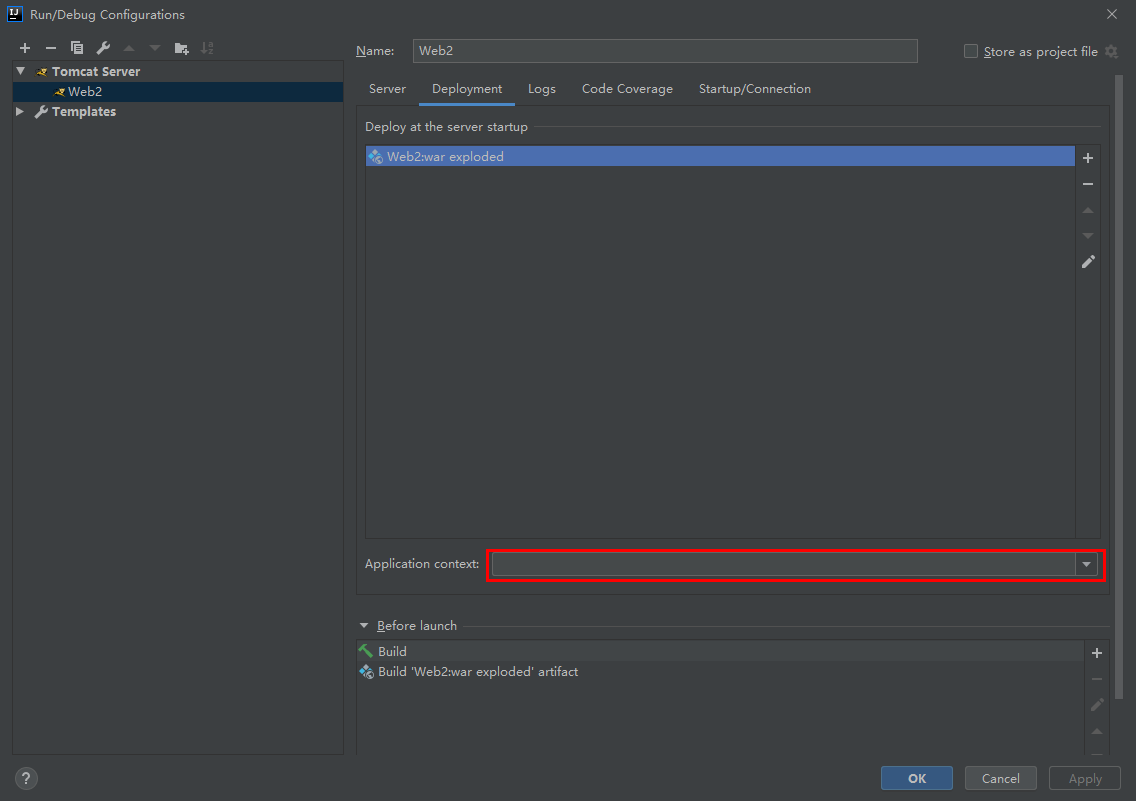 Run/Debug Configurations
Name: Web2
Store as project file
Tomcat Server
Web2
Templates
Server Deployment Logs Code Coverage Startup/Connection
Deploy at the server startup
Web2:war exploded
Application context:
Before launch
Build
Build 'Web2:war exploded' artifact
? OK Cancel Apply